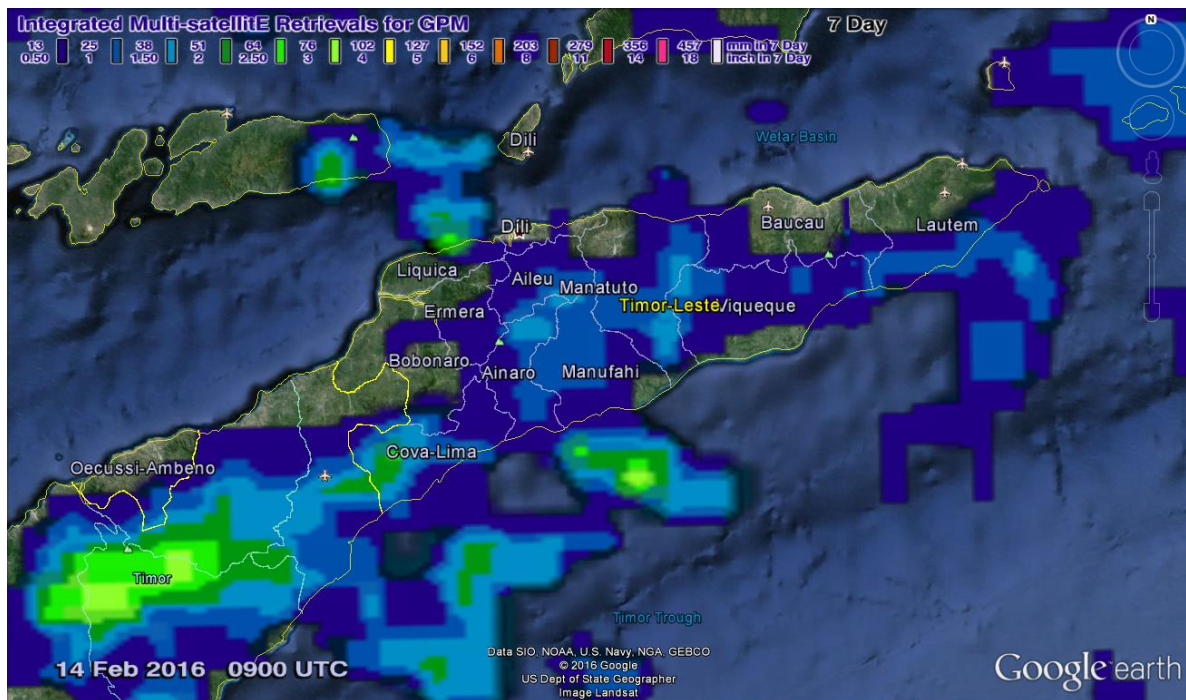 Integrated Multi-satellitE Retrievals for GPM
7 Day
N
13 25 38 51 64 76 102 127 152 203 279 356 457 mm in 7 Day
0.50 1 1.50 2 2.50 3 4 5 6 8 11 14 18 inch in 7 Day
Dili
Wetar Basin
Dili
Baucau
Lautem
Liquica
Aileu
Manatuto
Ermera
Timor-Leste
Viqueque
Bobonaro
Ainaro
Manufahi
Cova-Lima
Oecussi-Ambeno
Timor
Timor Trough
14 Feb 2016 0900 UTC
Data SIO, NOAA, U.S. Navy, NGA, GEBCO
© 2016 Google
US Dept of State Geographer
Image Landsat
Google earth